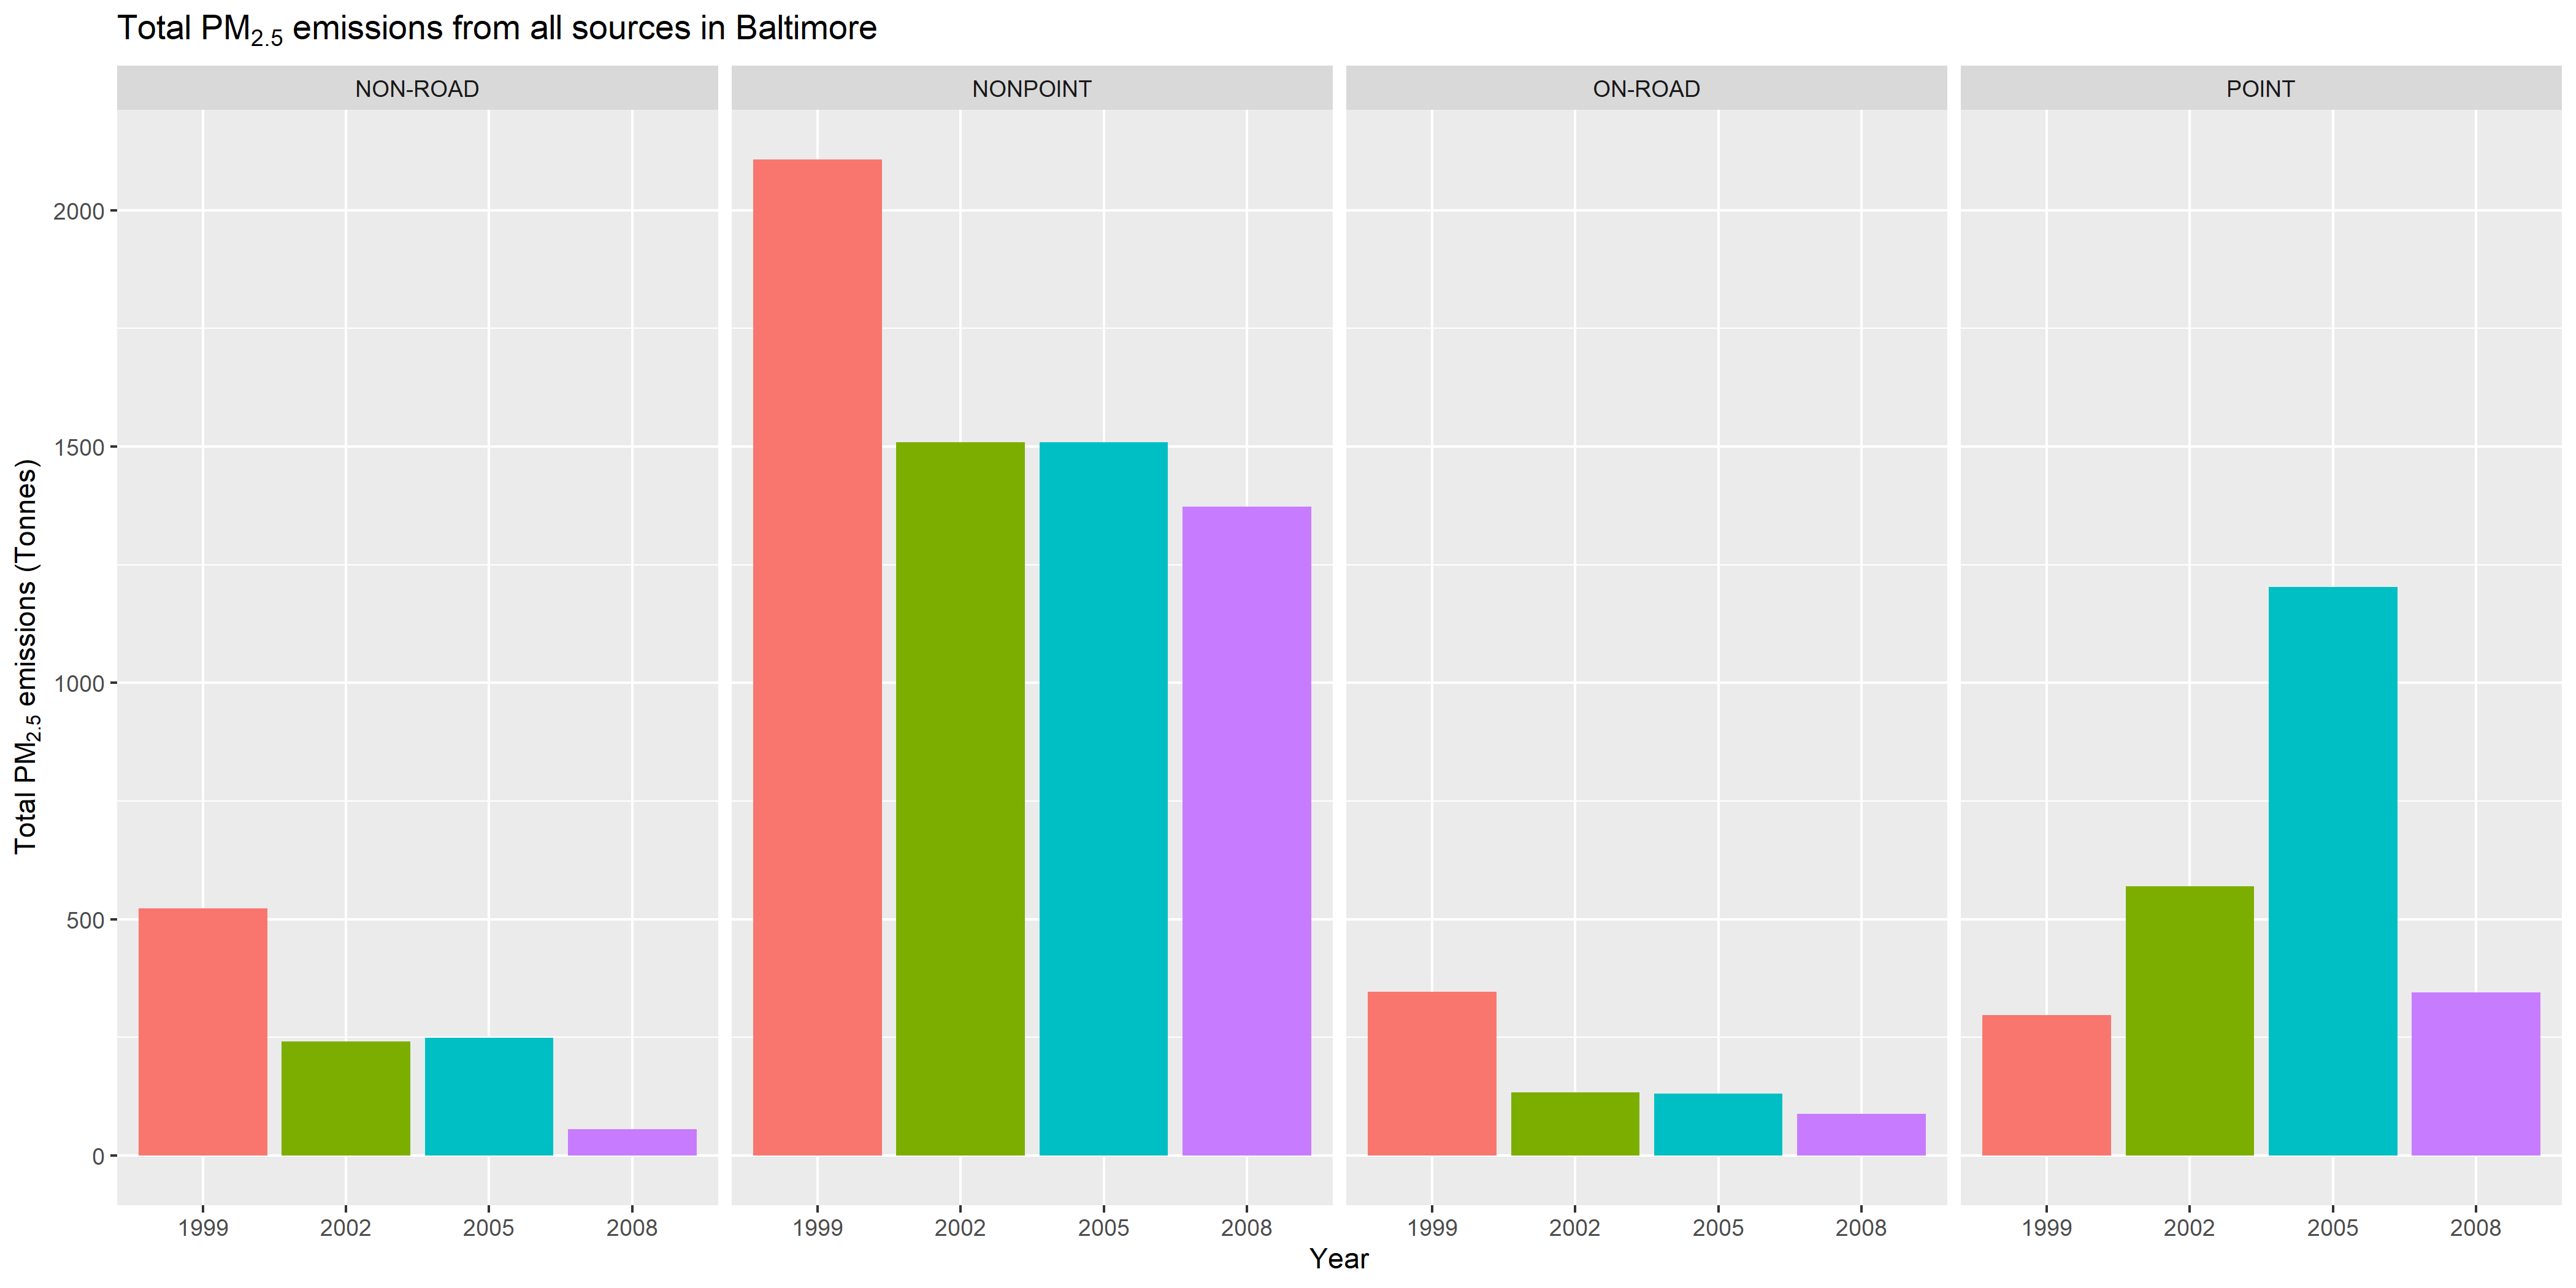 Total PM2.5 emissions from all sources in Baltimore
NON-ROAD
NONPOINT
ON-ROAD
POINT
Total PM2.5 emissions (Tonnes)
2000
1500
1000
500
0
1999 2002 2005 2008
1999 2002 2005 2008
1999 2002 2005 2008
1999 2002 2005 2008
Year